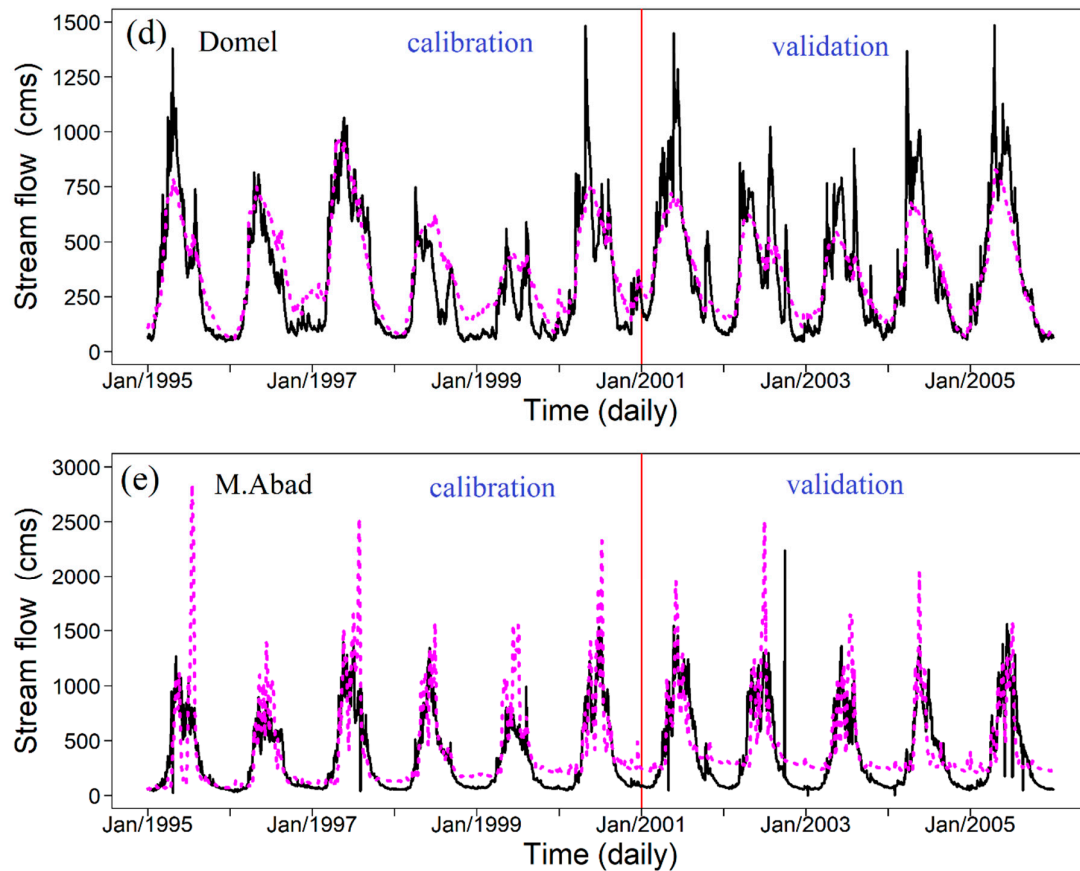 (d) Domel calibration validation
1500
1250
1000
750
500
250
0
Stream flow (cms)
Jan/1995 Jan/1997 Jan/1999 Jan/2001 Jan/2003 Jan/2005
Time (daily)
(e) M.Abad calibration validation
3000
2500
2000
1500
1000
500
0
Stream flow (cms)
Jan/1995 Jan/1997 Jan/1999 Jan/2001 Jan/2003 Jan/2005
Time (daily)